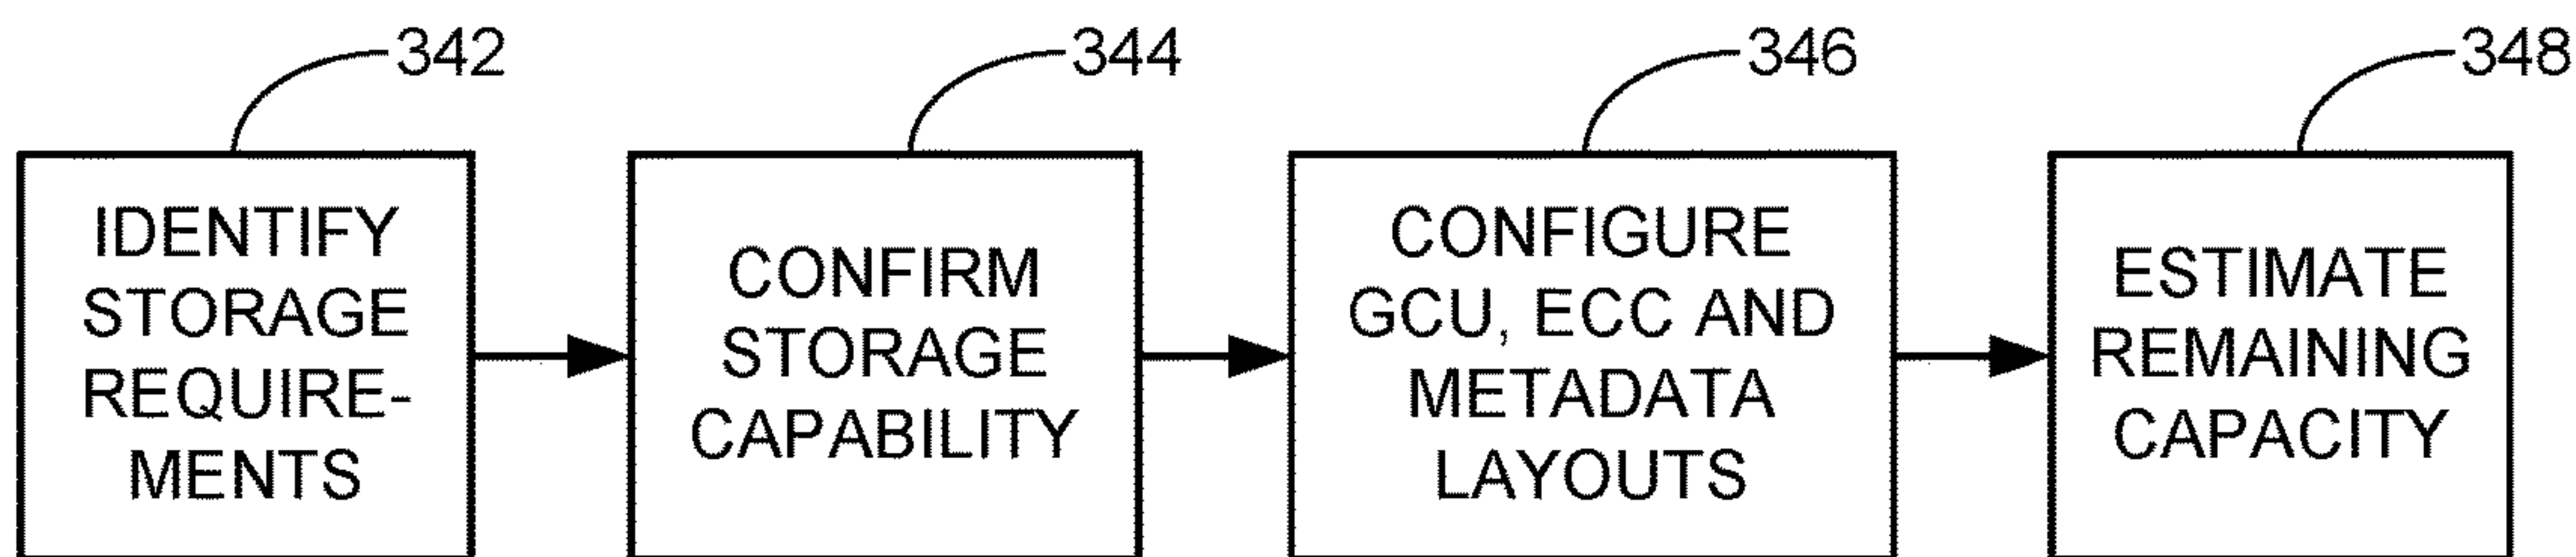 342
344
346
348
IDENTIFY
STORAGE
REQUIRE-
MENTS
CONFIRM
STORAGE
CAPABILITY
CONFIGURE
GCU, ECC AND
METADATA
LAYOUTS
ESTIMATE
REMAINING
CAPACITY